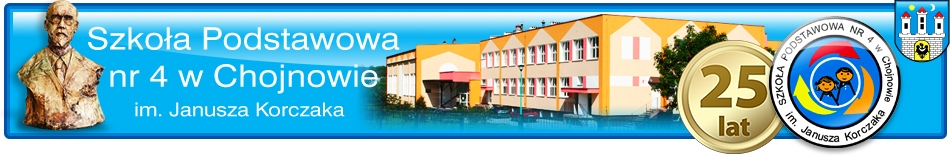 Szkoła Podstawowa
nr 4 w Chojnowie
im. Janusza Korczaka
25
lat
SZKOŁA PODSTAWOWA NR 4 w Chojnowie
im. Janusza Korczaka